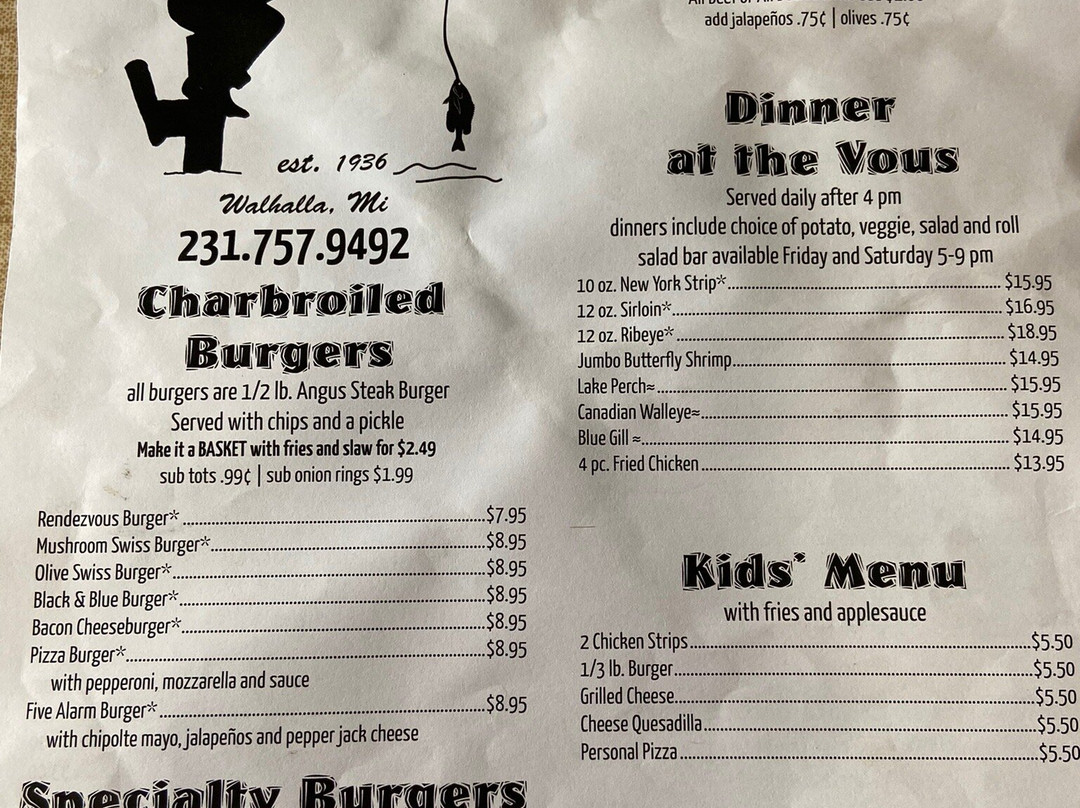 est. 1936
Walhalla, Mi
231.757.9492
Charbroiled
Burgers
all burgers are 1/2 lb. Angus Steak Burger
Served with chips and a pickle
Make it a BASKET with fries and slaw for $2.49
sub tots .99¢ | sub onion rings $1.99
Rendezvous Burger* $7.95
Mushroom Swiss Burger* $8.95
Olive Swiss Burger* $8.95
Black & Blue Burger* $8.95
Bacon Cheeseburger* $8.95
Pizza Burger* $8.95
with pepperoni, mozzarella and sauce
Five Alarm Burger* $8.95
with chipolte mayo, jalapeños and pepper jack cheese
Specialty Burgers
add jalapeños .75¢ | olives .75¢
Dinner
at the Vous
Served daily after 4 pm
dinners include choice of potato, veggie, salad and roll
salad bar available Friday and Saturday 5-9 pm
10 oz. New York Strip* $15.95
12 oz. Sirloin* $16.95
12 oz. Ribeye* $18.95
Jumbo Butterfly Shrimp $14.95
Lake Perch≈ $15.95
Canadian Walleye≈ $15.95
Blue Gill ≈ $14.95
4 pc. Fried Chicken $13.95
Kids' Menu
with fries and applesauce
2 Chicken Strips $5.50
1/3 lb. Burger $5.50
Grilled Cheese $5.50
Cheese Quesadilla $5.50
Personal Pizza $5.50